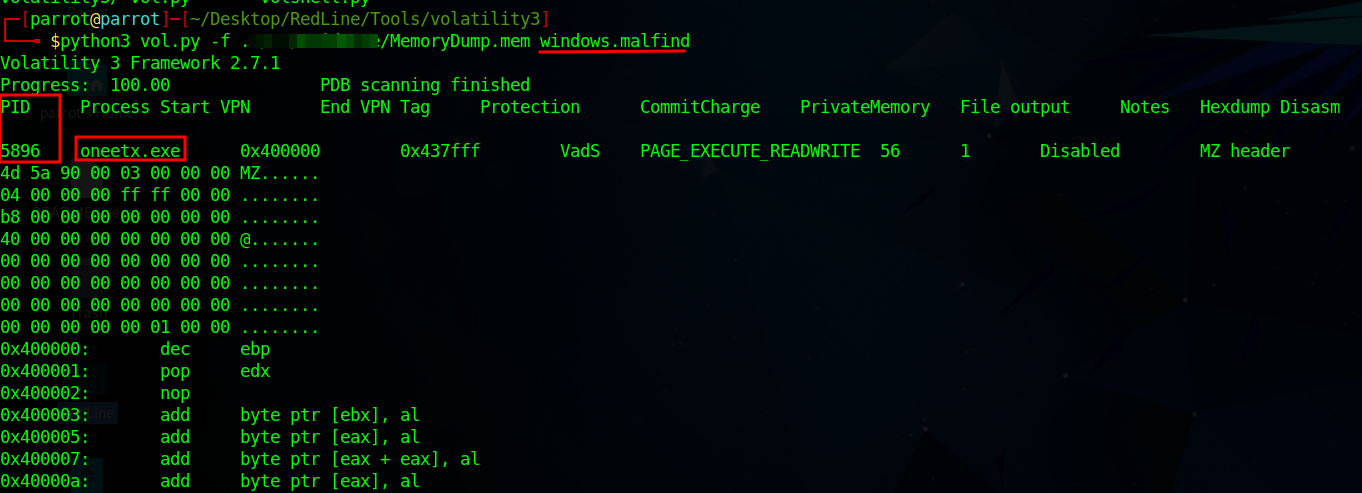 ┌─[parrot@parrot]─[~/Desktop/RedLine/Tools/volatility3]
└──╼ $python3 vol.py -f . e/MemoryDump.mem windows.malfind
Volatility 3 Framework 2.7.1
Progress:  100.00		PDB scanning finished
PID	Process	Start VPN	End VPN	Tag	Protection	CommitCharge	PrivateMemory	File output	Notes	Hexdump	Disasm
5896	oneetx.exe	0x400000	0x437fff	VadS	PAGE_EXECUTE_READWRITE	56	1	Disabled	MZ header
4d 5a 90 00 03 00 00 00 MZ......
04 00 00 00 ff ff 00 00 ........
b8 00 00 00 00 00 00 00 ........
40 00 00 00 00 00 00 00 @.......
00 00 00 00 00 00 00 00 ........
00 00 00 00 00 00 00 00 ........
00 00 00 00 00 00 00 00 ........
00 00 00 00 00 01 00 00 ........
0x400000:	dec	ebp
0x400001:	pop	edx
0x400002:	nop
0x400003:	add	byte ptr [ebx], al
0x400005:	add	byte ptr [eax], al
0x400007:	add	byte ptr [eax + eax], al
0x40000a:	add	byte ptr [eax], al